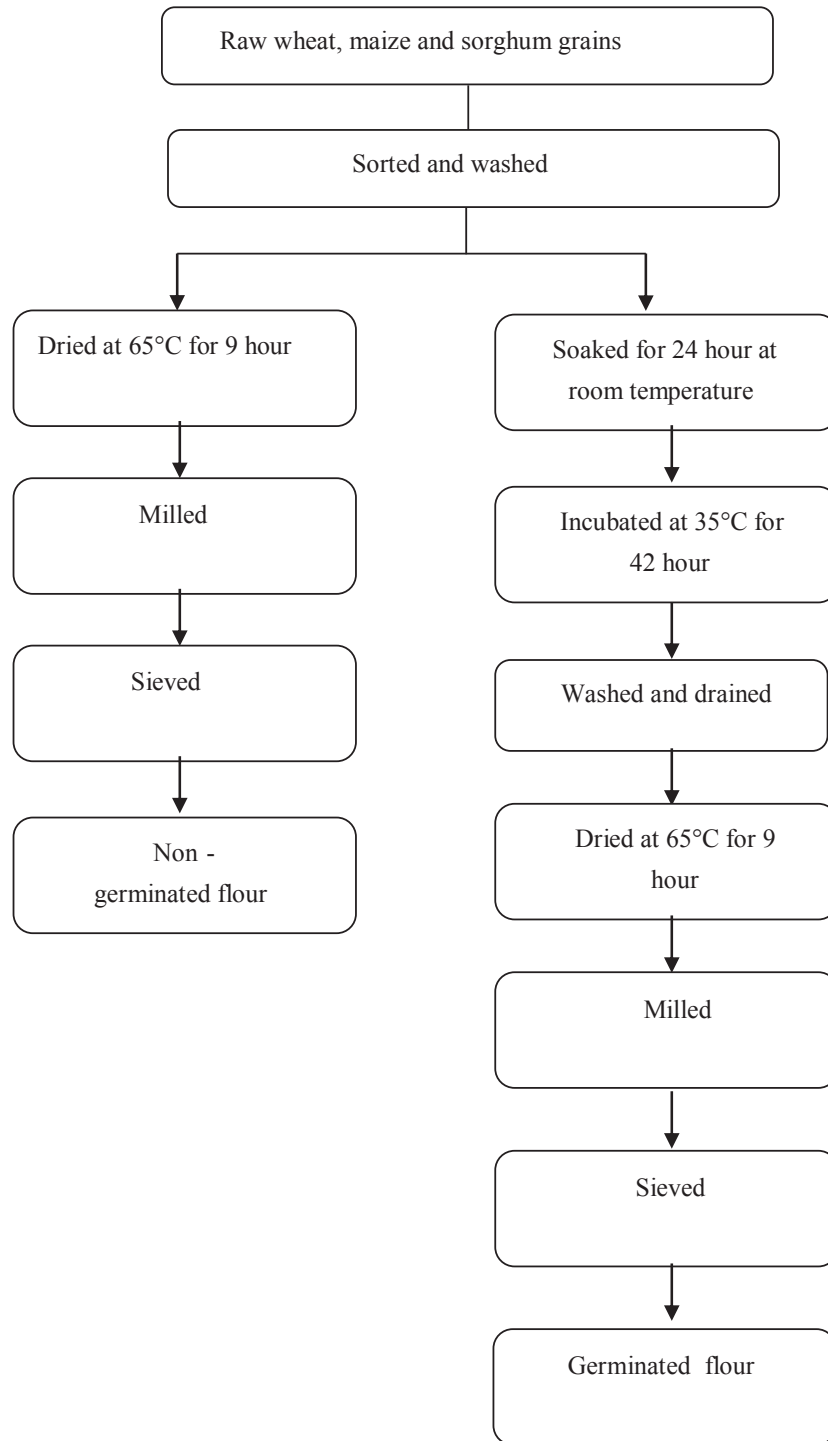 Raw wheat, maize and sorghum grains
Sorted and washed
Dried at 65°C for 9 hour
Milled
Sieved
Non -
germinated flour
Soaked for 24 hour at
room temperature
Incubated at 35°C for
42 hour
Washed and drained
Dried at 65°C for 9
hour
Milled
Sieved
Germinated flour